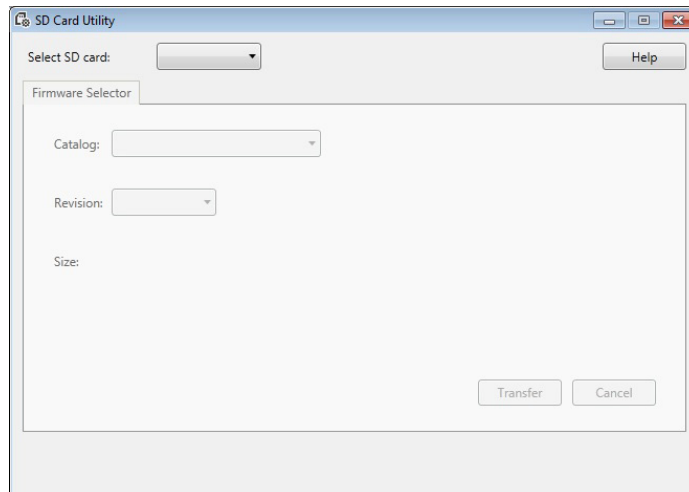 SD Card Utility
Select SD card:
Help
Firmware Selector
Catalog:
Revision:
Size:
Transfer
Cancel